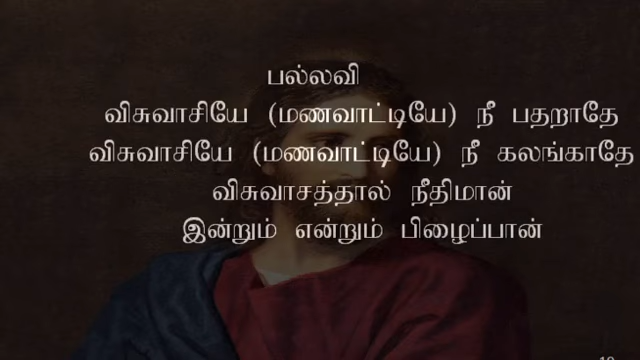 பல்லவி
விசுவாசியே (மணவாட்டியே) நீ பதறாதே
விசுவாசியே (மணவாட்டியே) நீ கலங்காதே
விசுவாசத்தால் நீதிமான்
இன்றும் என்றும் பிழைப்பான்